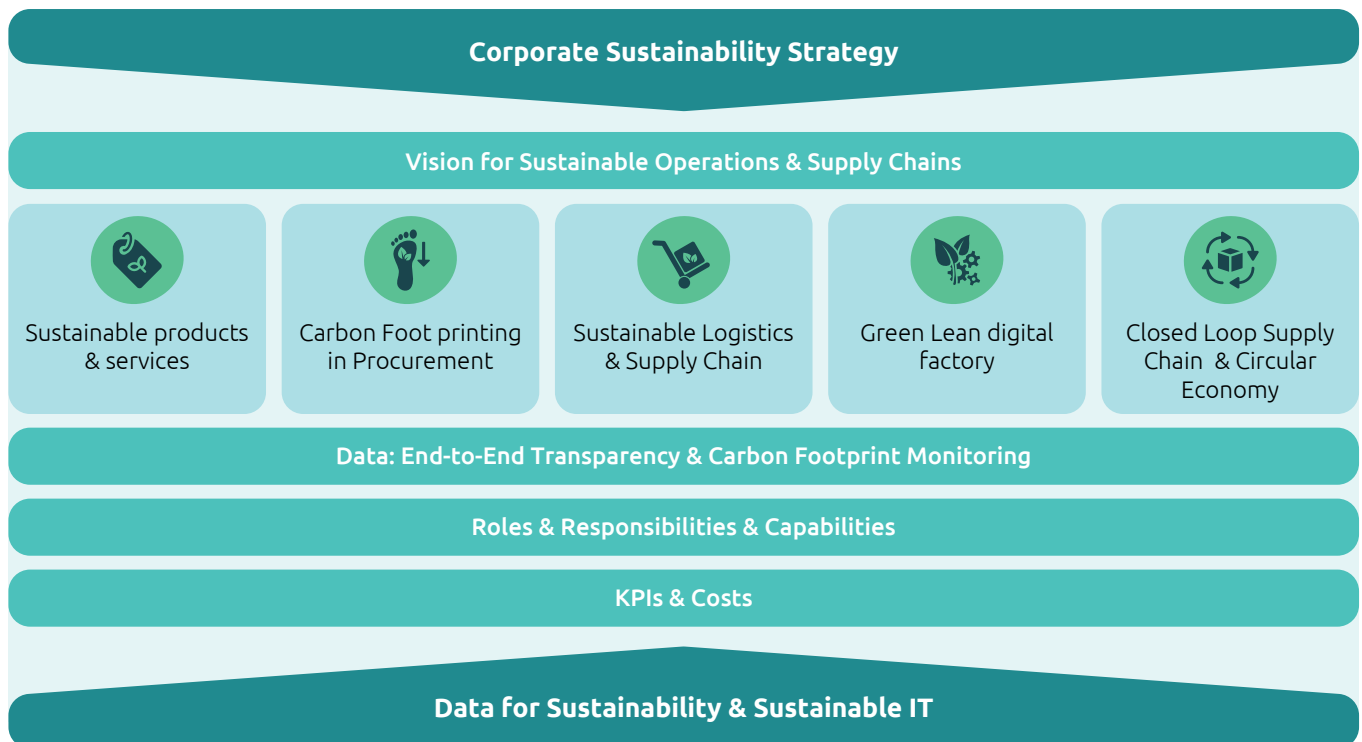 Corporate Sustainability Strategy
Vision for Sustainable Operations & Supply Chains
Sustainable products
& services
Carbon Foot printing
in Procurement
Sustainable Logistics
& Supply Chain
Green Lean digital
factory
Closed Loop Supply
Chain  & Circular
Economy
Data: End-to-End Transparency & Carbon Footprint Monitoring
Roles & Responsibilities & Capabilities
KPIs & Costs
Data for Sustainability & Sustainable IT